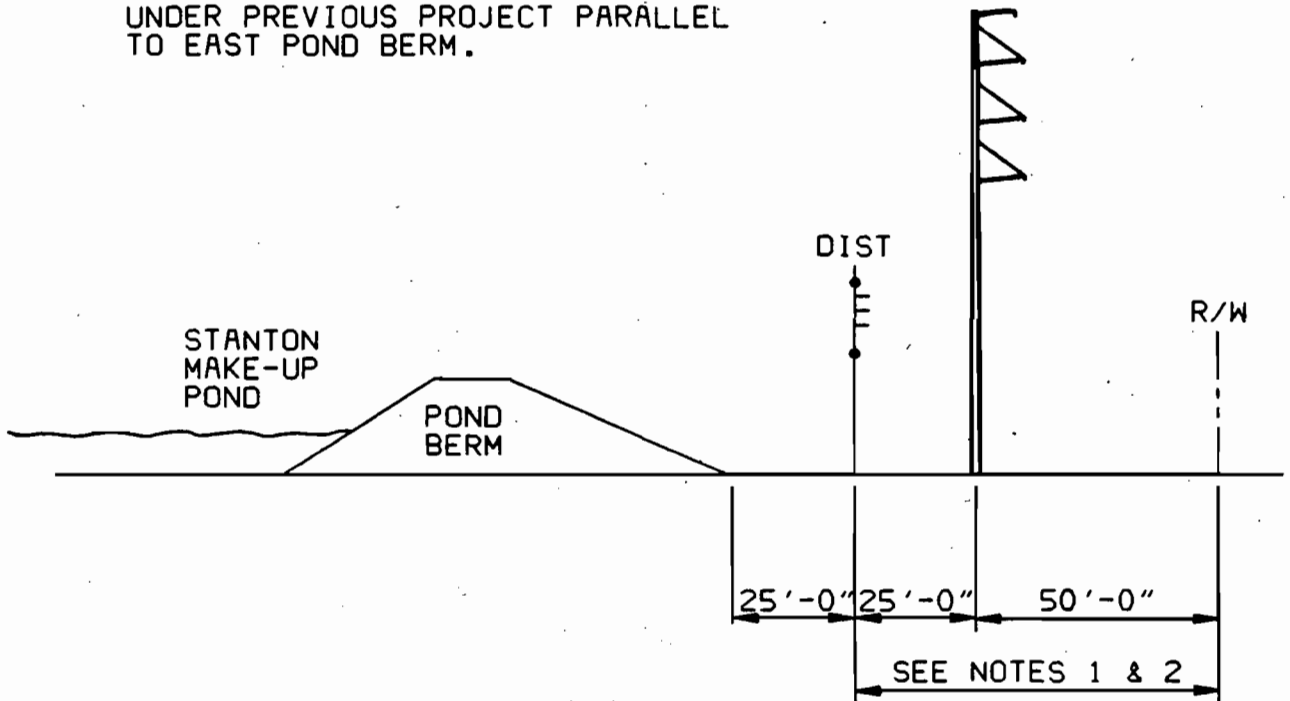 UNDER PREVIOUS PROJECT PARALLEL
TO EAST POND BERM.
DIST
R/W
STANTON
MAKE-UP
POND
POND
BERM
25'-0" 25'-0" 50'-0"
SEE NOTES 1 & 2